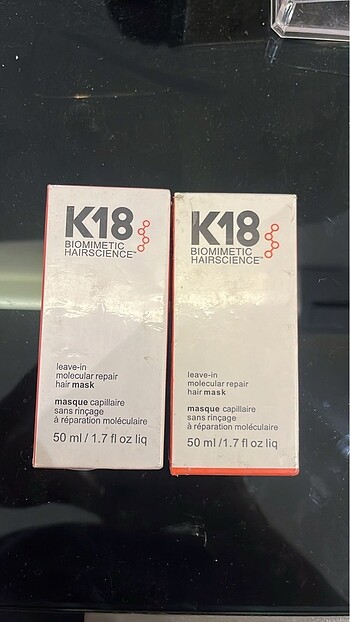 K18
BIOMIMETIC
HAIRSCIENCE™
leave-in
molecular repair
hair mask
masque capillaire
sans rinçage
à réparation moléculaire
50 ml / 1.7 fl oz liq
K18
BIOMIMETIC
HAIRSCIENCE™
leave-in
molecular repair
hair mask
masque capillaire
sans rinçage
à réparation moléculaire
50 ml / 1.7 fl oz liq